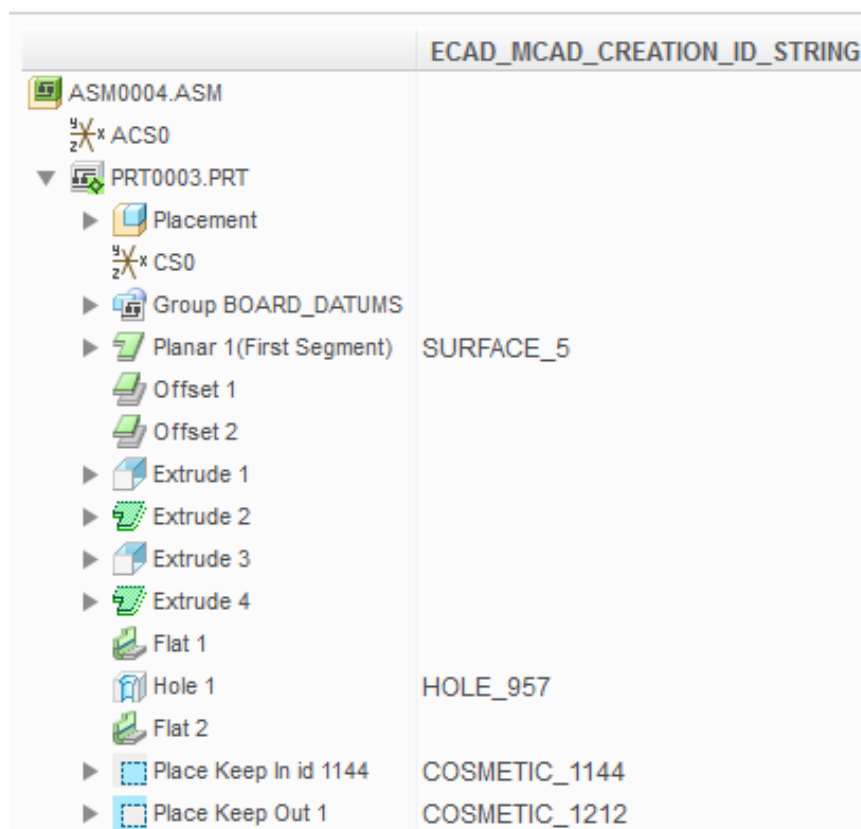 ECAD_MCAD_CREATION_ID_STRING
ASM0004.ASM
ACS0
PRT0003.PRT
Placement
CS0
Group BOARD_DATUMS
Planar 1(First Segment) SURFACE_5
Offset 1
Offset 2
Extrude 1
Extrude 2
Extrude 3
Extrude 4
Flat 1
Hole 1 HOLE_957
Flat 2
Place Keep In id 1144 COSMETIC_1144
Place Keep Out 1 COSMETIC_1212